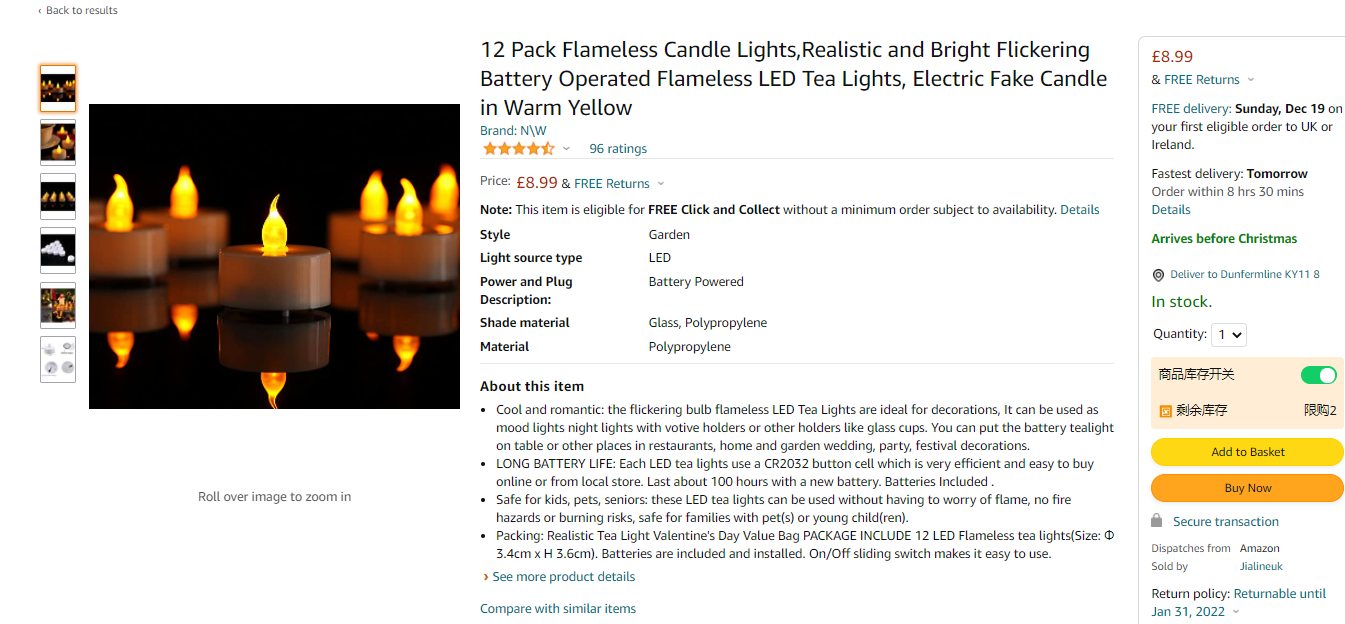 ‹ Back to results
12 Pack Flameless Candle Lights,Realistic and Bright Flickering
Battery Operated Flameless LED Tea Lights, Electric Fake Candle
in Warm Yellow
Brand: N\W
96 ratings
Price: £8.99 & FREE Returns
Note: This item is eligible for FREE Click and Collect without a minimum order subject to availability. Details
Style Garden
Light source type LED
Power and Plug Battery Powered
Description:
Shade material Glass, Polypropylene
Material Polypropylene
About this item
• Cool and romantic: the flickering bulb flameless LED Tea Lights are ideal for decorations, It can be used as
mood lights night lights with votive holders or other holders like glass cups. You can put the battery tealight
on table or other places in restaurants, home and garden wedding, party, festival decorations.
• LONG BATTERY LIFE: Each LED tea lights use a CR2032 button cell which is very efficient and easy to buy
online or from local store. Last about 100 hours with a new battery. Batteries Included .
• Safe for kids, pets, seniors: these LED tea lights can be used without having to worry of flame, no fire
hazards or burning risks, safe for families with pet(s) or young child(ren).
• Packing: Realistic Tea Light Valentine's Day Value Bag PACKAGE INCLUDE 12 LED Flameless tea lights(Size: Φ
3.4cm x H 3.6cm). Batteries are included and installed. On/Off sliding switch makes it easy to use.
› See more product details
Compare with similar items
Roll over image to zoom in
£8.99
& FREE Returns
FREE delivery: Sunday, Dec 19 on
your first eligible order to UK or
Ireland.
Fastest delivery: Tomorrow
Order within 8 hrs 30 mins
Details
Arrives before Christmas
Deliver to Dunfermline KY11 8
In stock.
Quantity: 1
商品库存开关
剩余库存 限购2
Add to Basket
Buy Now
Secure transaction
Dispatches from Amazon
Sold by Jialineuk
Return policy: Returnable until
Jan 31, 2022